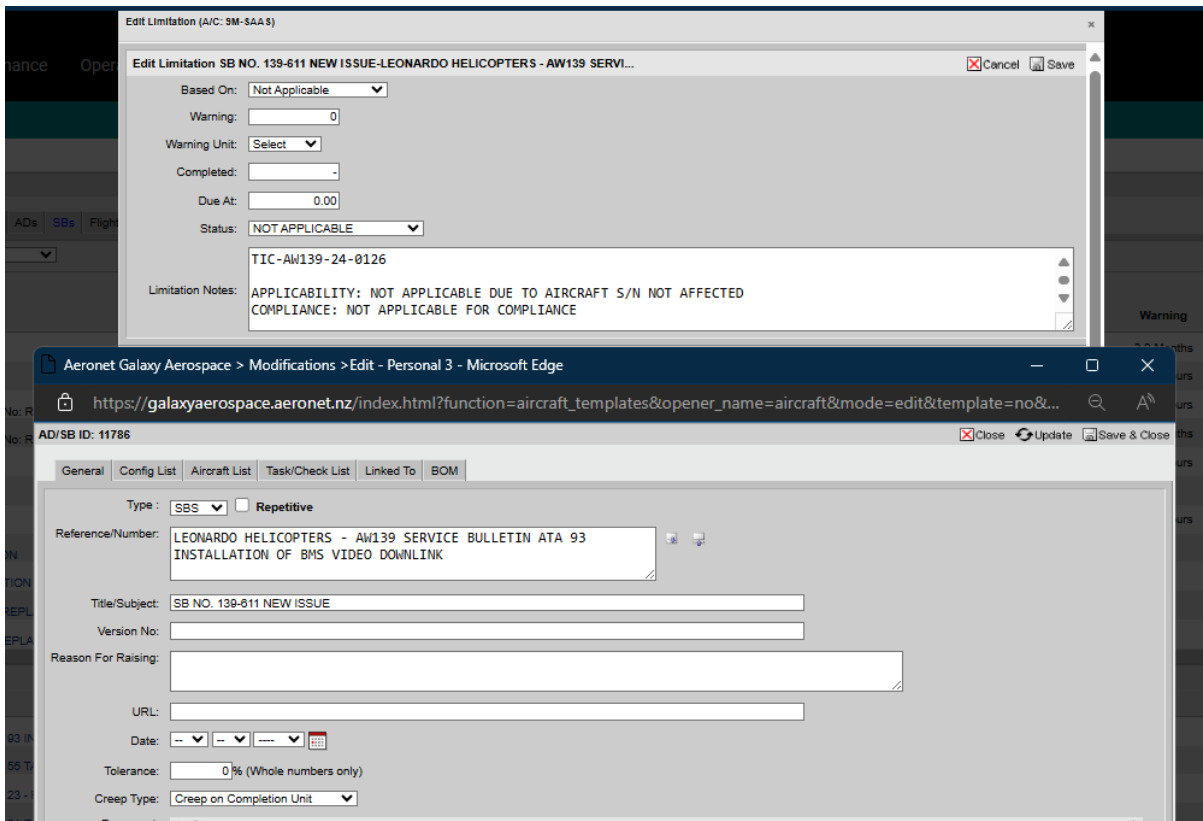 Edit Limitation (A/C: 9M-SAAS)
×
nance Oper
Edit Limitation SB NO. 139-611 NEW ISSUE-LEONARDO HELICOPTERS - AW139 SERVI...
Cancel Save
Based On: Not Applicable
Warning: 0
Warning Unit: Select
Completed: -
Due At: 0.00
ADs SBs Flight
Status: NOT APPLICABLE
Limitation Notes:
TIC-AW139-24-0126
APPLICABILITY: NOT APPLICABLE DUE TO AIRCRAFT S/N NOT AFFECTED
COMPLIANCE: NOT APPLICABLE FOR COMPLIANCE
Warning
Aeronet Galaxy Aerospace > Modifications >Edit - Personal 3 - Microsoft Edge
https://galaxyaerospace.aeronet.nz/index.html?function=aircraft_templates&opener_name=aircraft&mode=edit&template=no&...
AD/SB ID: 11786
Close Update Save & Close
General Config List Aircraft List Task/Check List Linked To BOM
Type : SBS Repetitive
Reference/Number: LEONARDO HELICOPTERS - AW139 SERVICE BULLETIN ATA 93
INSTALLATION OF BMS VIDEO DOWNLINK
Title/Subject: SB NO. 139-611 NEW ISSUE
Version No:
Reason For Raising:
URL:
Date: -- -- ----
Tolerance: 0 % (Whole numbers only)
Creep Type: Creep on Completion Unit